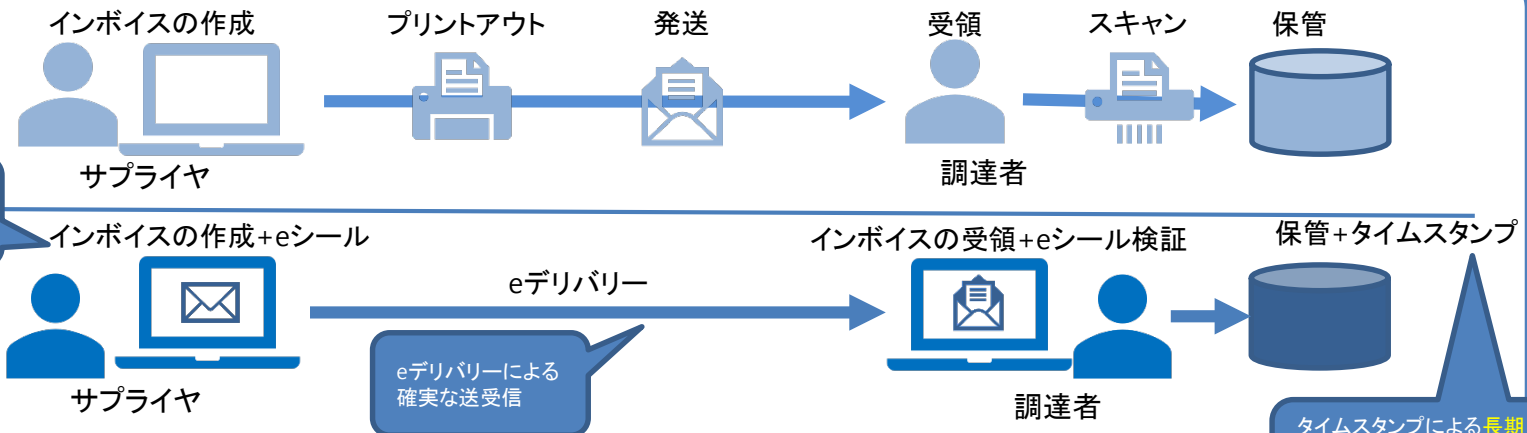 インボイスの作成
プリントアウト
発送
受領
スキャン
保管
サプライヤ
調達者
インボイスの作成+eシール
eデリバリー
インボイスの受領+eシール検証
保管+タイムスタンプ
eデリバリーによる
確実な送受信
サプライヤ
調達者
タイムスタンプによる長期